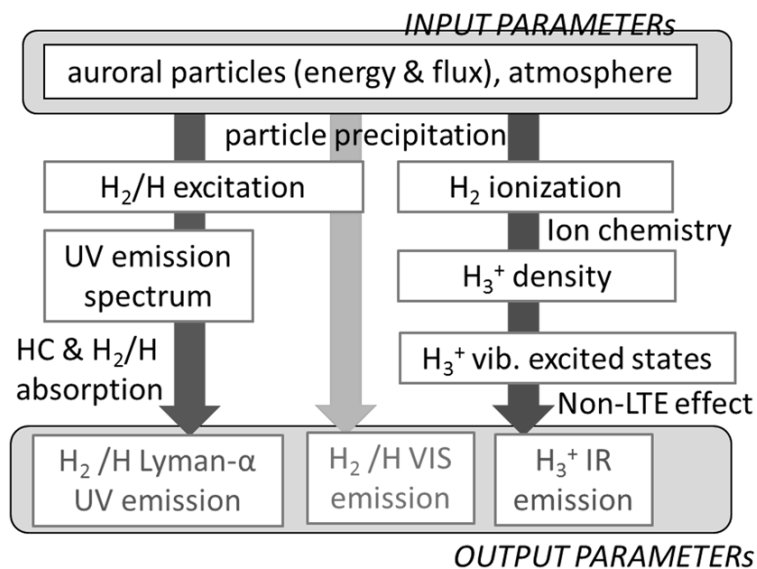 INPUT PARAMETERs
auroral particles (energy & flux), atmosphere
particle precipitation
H₂/H excitation
H₂ ionization
Ion chemistry
UV emission
spectrum
H₃⁺ density
HC & H₂/H
absorption
H₃⁺ vib. excited states
Non-LTE effect
H₂ /H Lyman-α
UV emission
H₂ /H VIS
emission
H₃⁺ IR
emission
OUTPUT PARAMETERs